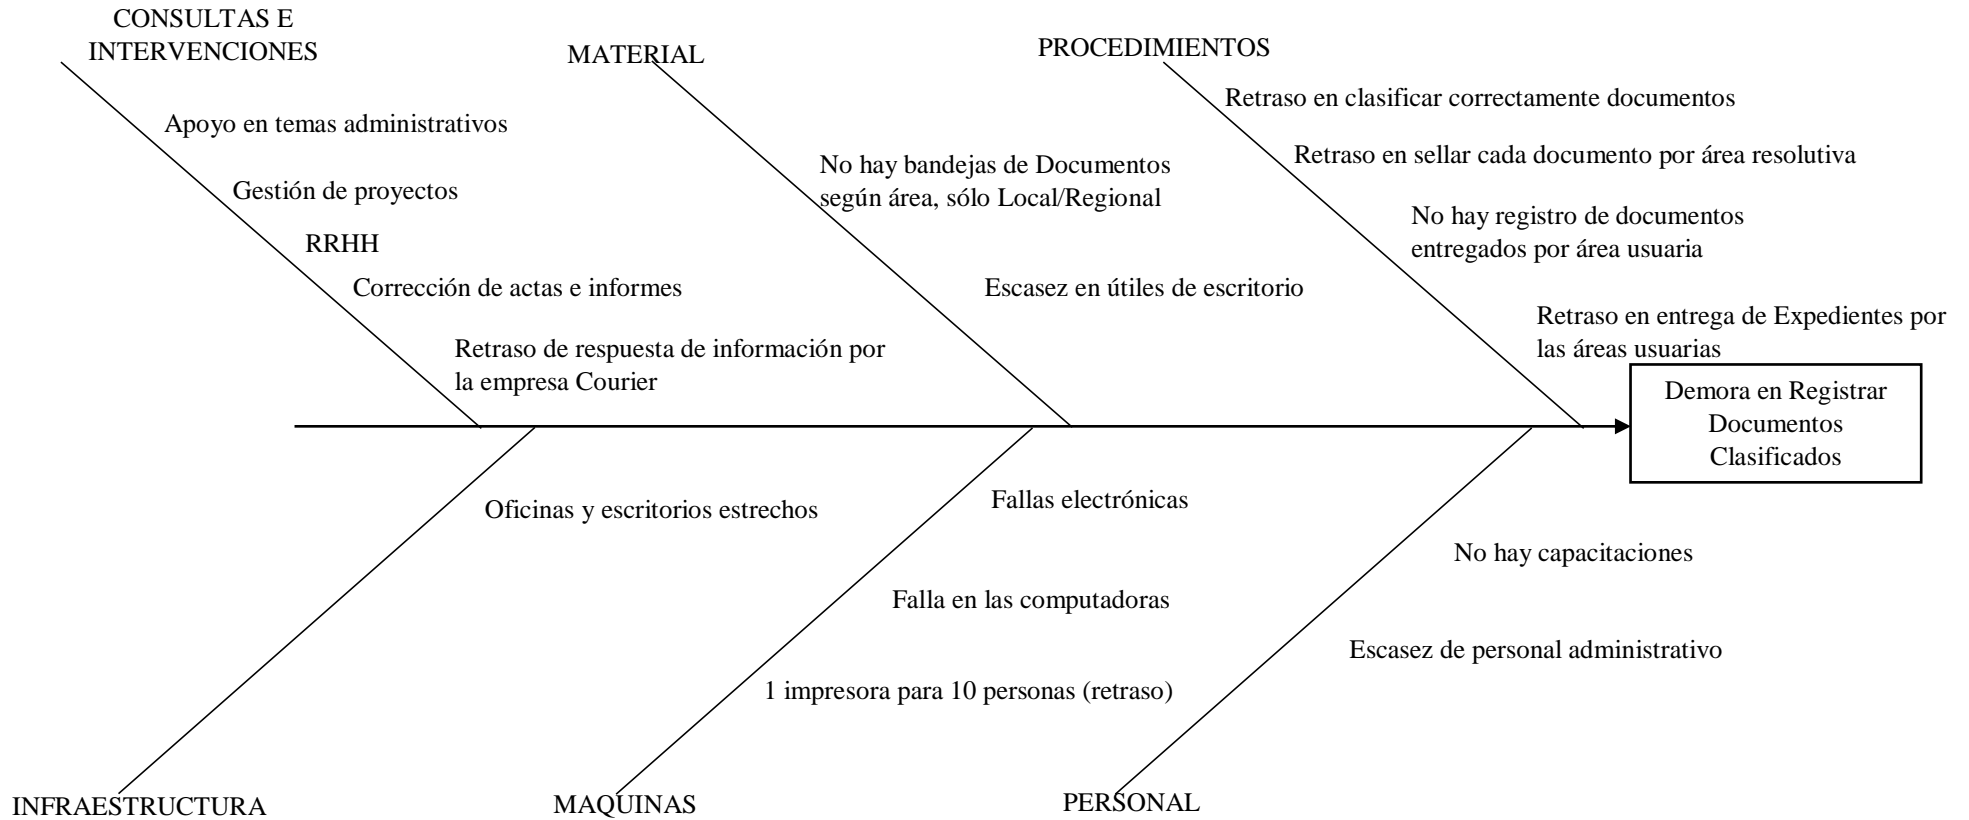 CONSULTAS E
INTERVENCIONES
MATERIAL
PROCEDIMIENTOS
Apoyo en temas administrativos
Gestión de proyectos
RRHH
Corrección de actas e informes
Retraso de respuesta de información por
la empresa Courier
No hay bandejas de Documentos
según área, sólo Local/Regional
Escasez en útiles de escritorio
Retraso en clasificar correctamente documentos
Retraso en sellar cada documento por área resolutiva
No hay registro de documentos
entregados por área usuaria
Retraso en entrega de Expedientes por
las áreas usuarias
Demora en Registrar
Documentos
Clasificados
Oficinas y escritorios estrechos
Fallas electrónicas
Falla en las computadoras
1 impresora para 10 personas (retraso)
No hay capacitaciones
Escasez de personal administrativo
INFRAESTRUCTURA
MAQUINAS
PERSONAL